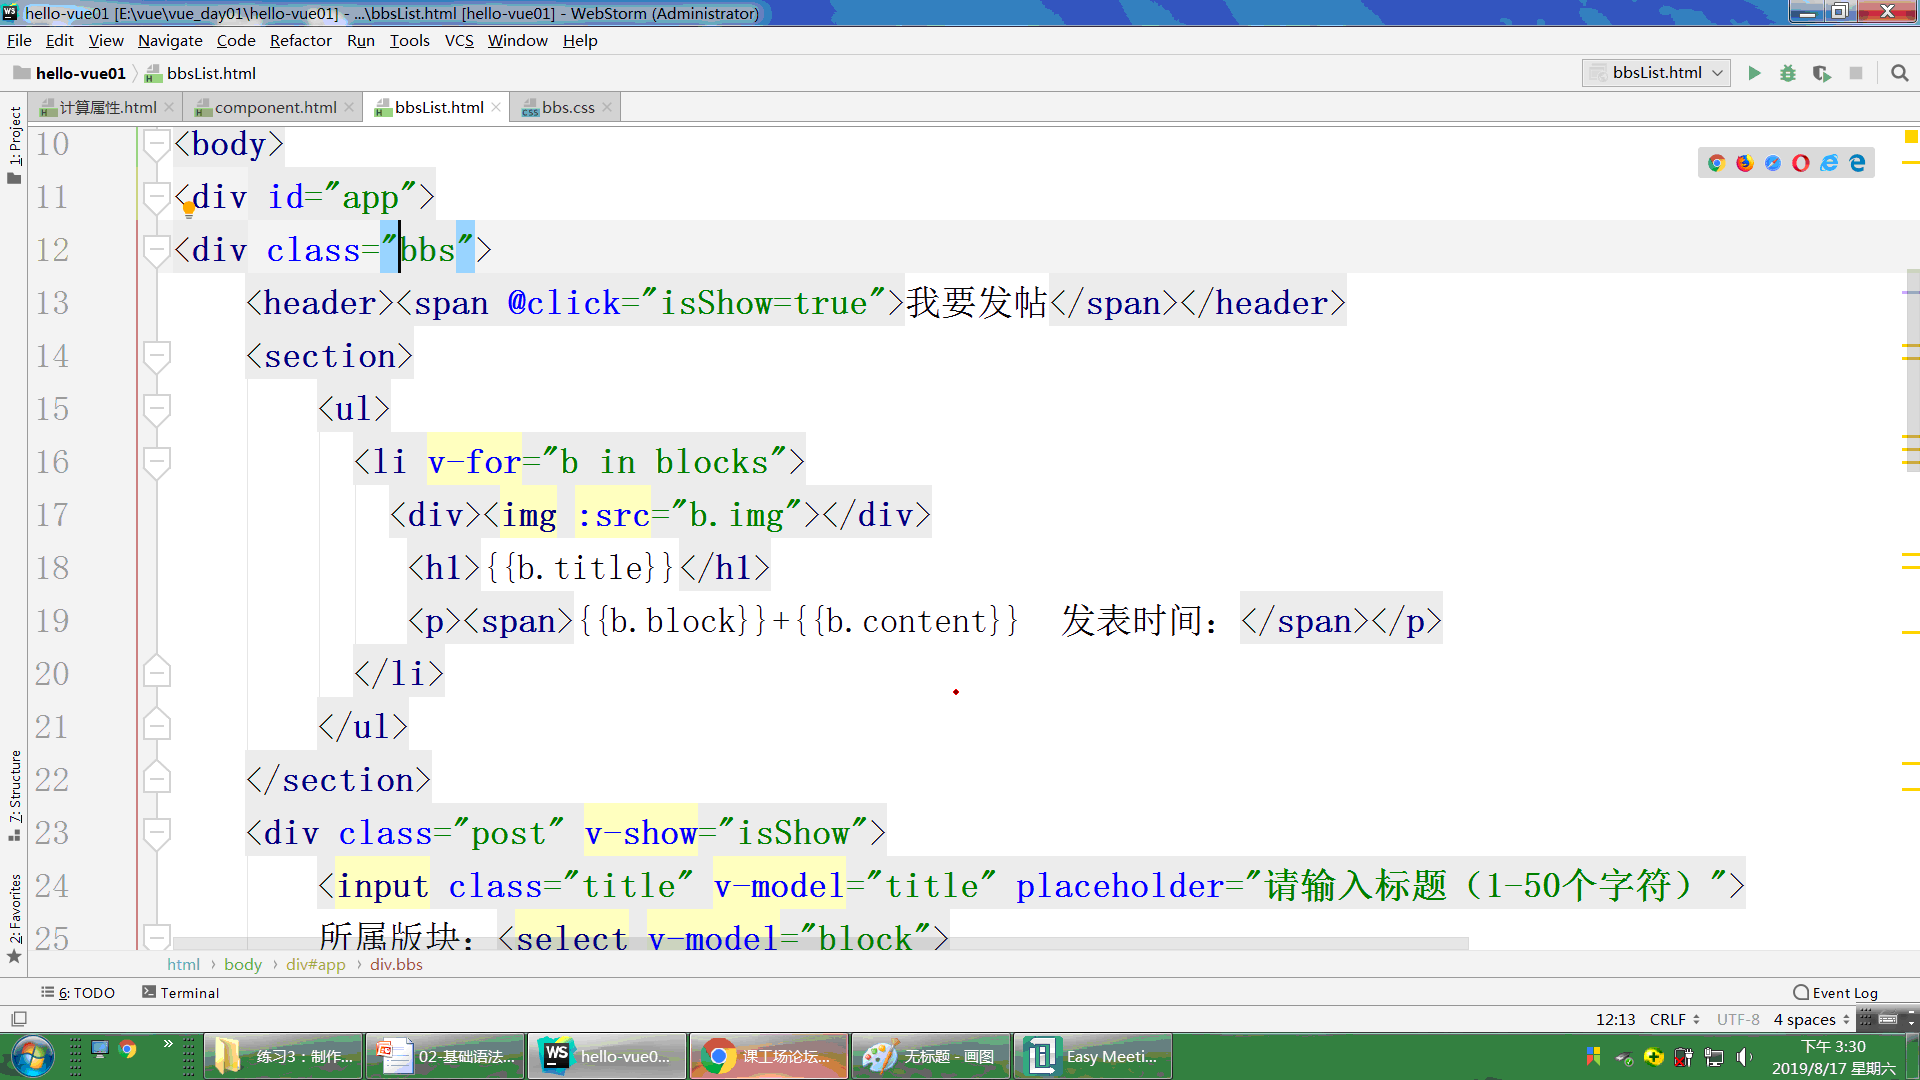 hello-vue01 [E:\vue\vue_day01\hello-vue01] - ...\bbsList.html [hello-vue01] - WebStorm (Administrator)
File Edit View Navigate Code Refactor Run Tools VCS Window Help
hello-vue01 bbsList.html bbsList.html
计算属性.html component.html bbsList.html bbs.css
1: Project
7: Structure
2: Favorites
10 <body>
11 <div id="app">
12 <div class="bbs">
13 <header><span @click="isShow=true">我要发帖</span></header>
14 <section>
15 <ul>
16 <li v-for="b in blocks">
17 <div><img :src="b.img"></div>
18 <h1>{{b.title}}</h1>
19 <p><span>{{b.block}}+{{b.content}} 发表时间：</span></p>
20 </li>
21 </ul>
22 </section>
23 <div class="post" v-show="isShow">
24 <input class="title" v-model="title" placeholder="请输入标题（1-50个字符）">
25 所属版块：<select v-model="block">
html › body › div#app › div.bbs
6: TODO Terminal Event Log
12:13 CRLF UTF-8 4 spaces
练习3：制作... 02-基础语法... hello-vue0... 课工场论坛... 无标题 - 画图 Easy Meeti...
下午 3:30
2019/8/17 星期六